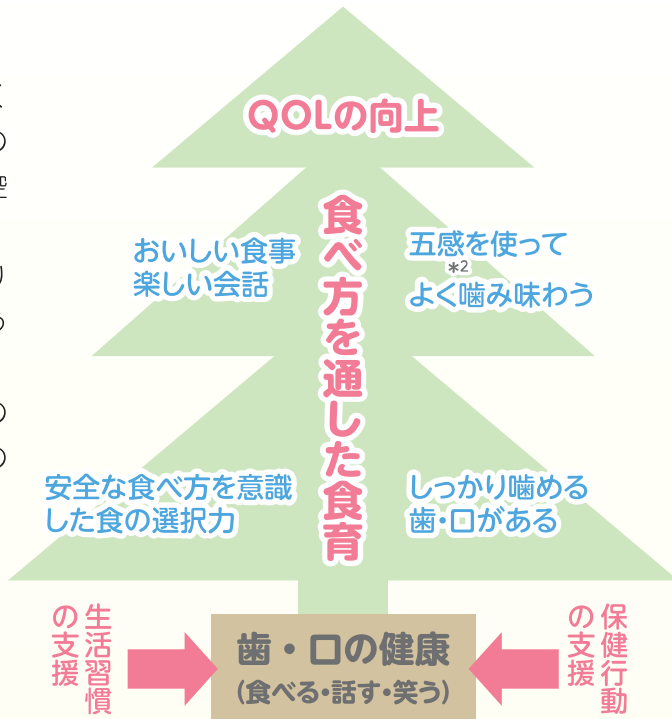 QOLの向上
食べ方を通した食育
おいしい食事
楽しい会話
五感を使って
*2
よく噛み味わう
安全な食べ方を意識
した食の選択力
しっかり噛める
歯・口がある
生活習慣
の支援
歯・口の健康
(食べる・話す・笑う)
保健行動
の支援